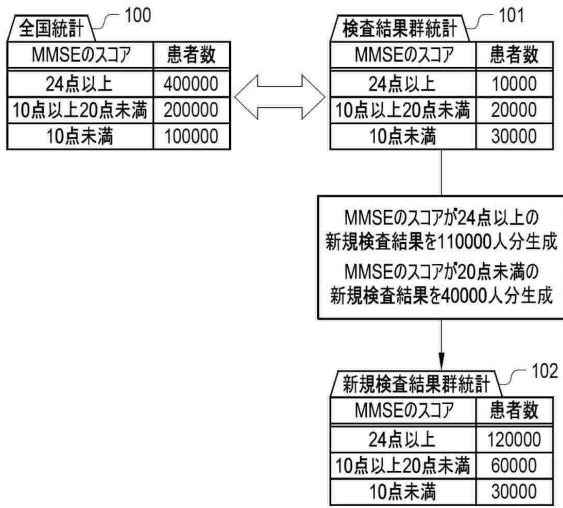 全国統計
100
MMSEのスコア 患者数
24点以上 400000
10点以上20点未満 200000
10点未満 100000
検査結果群統計
101
MMSEのスコア 患者数
24点以上 10000
10点以上20点未満 20000
10点未満 30000
MMSEのスコアが24点以上の
新規検査結果を110000人分生成
MMSEのスコアが20点未満の
新規検査結果を40000人分生成
新規検査結果群統計
102
MMSEのスコア 患者数
24点以上 120000
10点以上20点未満 60000
10点未満 30000